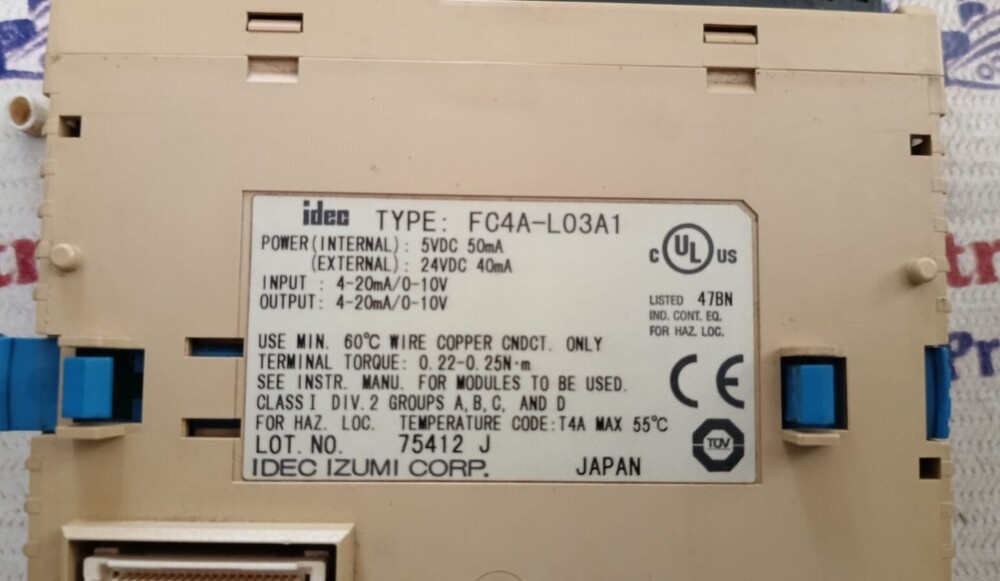 idec TYPE: FC4A-L03A1
POWER(INTERNAL): 5VDC 50mA
(EXTERNAL): 24VDC 40mA
INPUT : 4-20mA/0-10V
OUTPUT: 4-20mA/0-10V
C UL US
LISTED 47BN
IND. CONT. EQ.
FOR HAZ. LOC.
USE MIN. 60°C WIRE COPPER CNDCT. ONLY
TERMINAL TORQUE: 0.22-0.25N·m
SEE INSTR. MANU. FOR MODULES TO BE USED.
CLASS I DIV.2 GROUPS A,B,C, AND D
FOR HAZ. LOC. TEMPERATURE CODE:T4A MAX 55°C
CE
LOT. NO. 75412 J
TÜV
IDEC IZUMI CORP. JAPAN